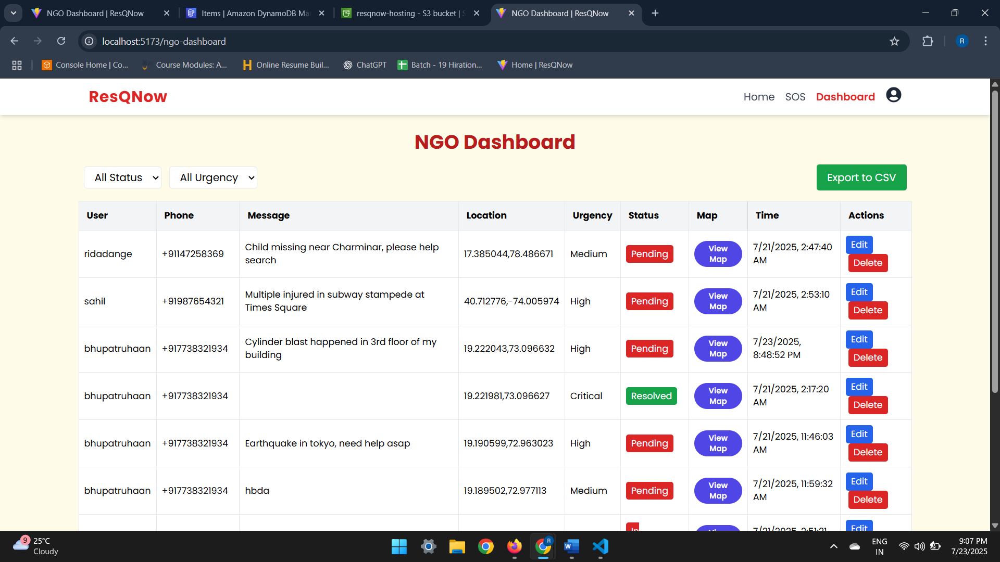 NGO Dashboard | ResQNow
Items | Amazon DynamoDB Ma
resqnow-hosting - S3 bucket |
NGO Dashboard | ResQNow
localhost:5173/ngo-dashboard
R
Console Home | Co...
Course Modules: A...
Online Resume Buil...
ChatGPT
Batch - 19 Hiration...
Home | ResQNow
ResQNow
Home SOS Dashboard
NGO Dashboard
All Status All Urgency Export to CSV
User Phone Message Location Urgency Status Map Time Actions
ridadange +91147258369 Child missing near Charminar, please help
search
17.385044,78.486671 Medium Pending View
Map
7/21/2025, 2:47:40
AM
Edit
Delete
sahil +91987654321 Multiple injured in subway stampede at
Times Square
40.712776,-74.005974 High Pending View
Map
7/21/2025, 2:53:10
AM
Edit
Delete
bhupatruhaan +917738321934 Cylinder blast happened in 3rd floor of my
building
19.222043,73.096632 High Pending View
Map
7/23/2025,
8:48:52 PM
Edit
Delete
bhupatruhaan +917738321934 19.221981,73.096627 Critical Resolved View
Map
7/21/2025, 2:17:20
AM
Edit
Delete
bhupatruhaan +917738321934 Earthquake in tokyo, need help asap 19.190599,72.963023 High Pending View
Map
7/21/2025, 11:46:03
AM
Edit
Delete
bhupatruhaan +917738321934 hbda 19.189502,72.977113 Medium Pending View
Map
7/21/2025, 11:59:32
AM
Edit
Delete
Edit
9
25°C
Cloudy
R
ENG
IN
9:07 PM
7/23/2025